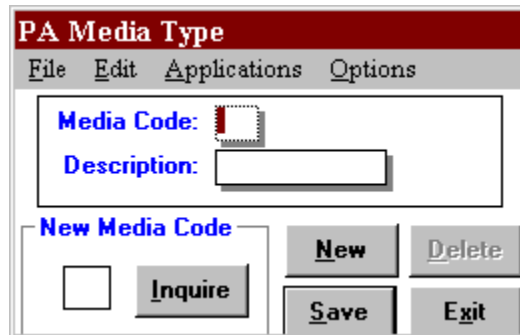 PA Media Type
File Edit Applications Options
Media Code:
Description:
New Media Code
Inquire
New Delete
Save Exit